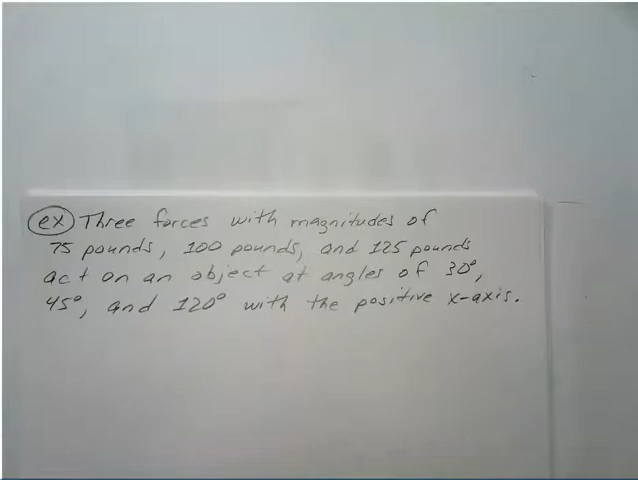 ex Three forces with magnitudes of
75 pounds, 100 pounds, and 125 pounds
act on an object at angles of 30°,
45°, and 120° with the positive x-axis.